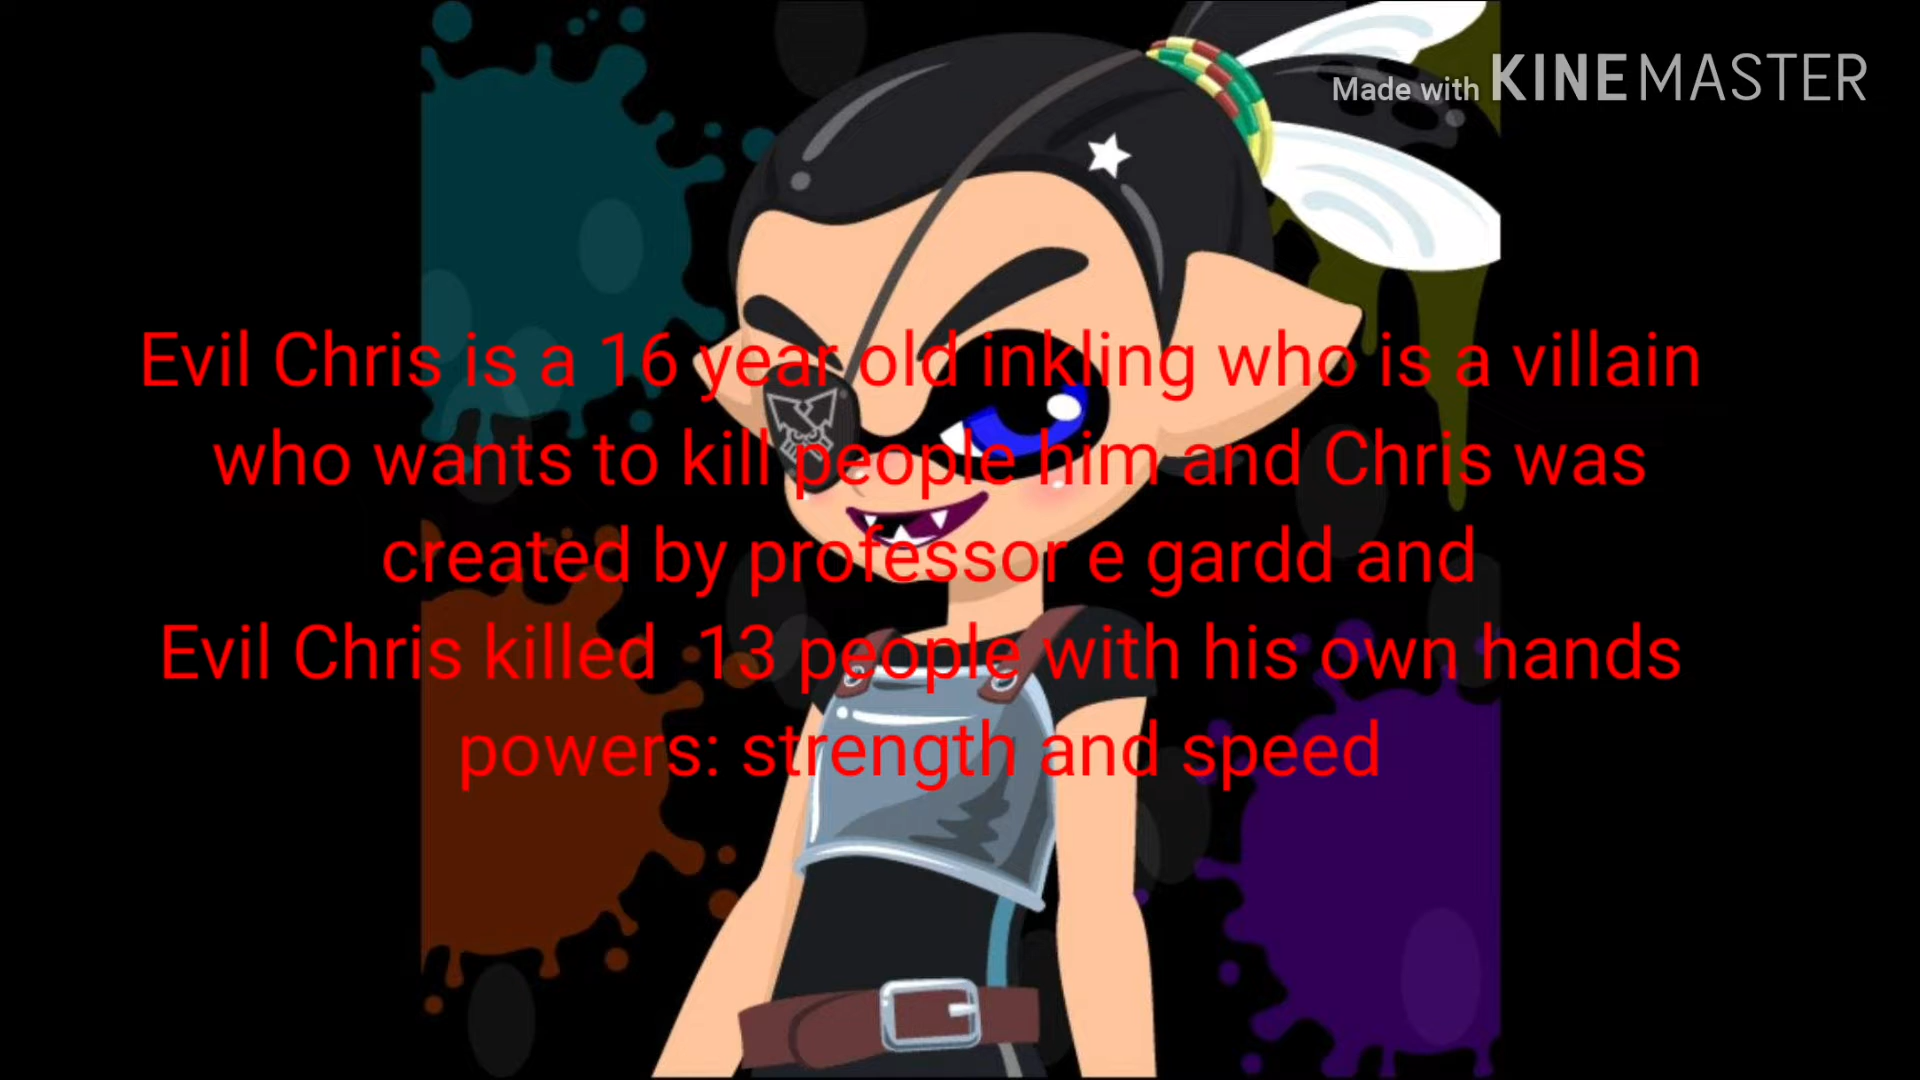 Made with KINEMASTER
Evil Chris is a 16 year old inkling who is a villain
who wants to kill people him and Chris was
created by professor e gardd and
Evil Chris killed  13 people with his own hands
powers: strength and speed